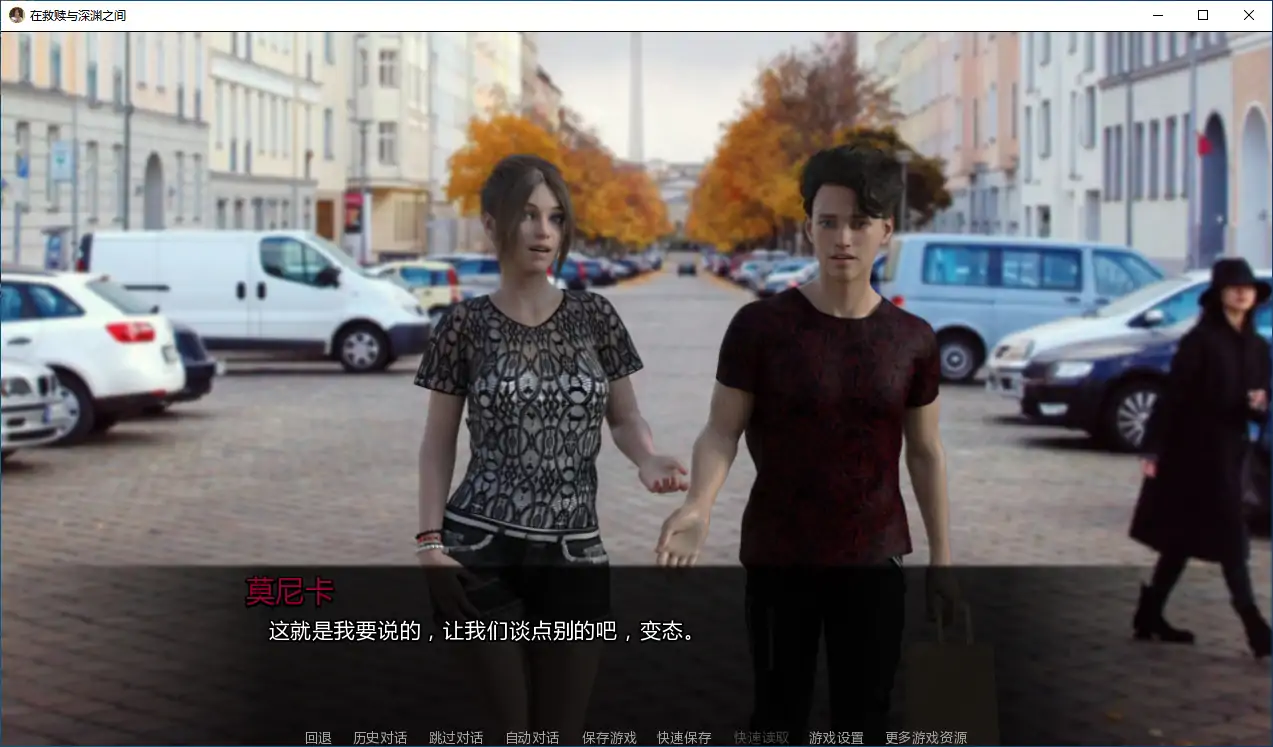 在救赎与深渊之间
莫尼卡
这就是我要说的，让我们谈点别的吧，变态。
回退 历史对话 跳过对话 自动对话 保存游戏 快速保存 快速读取 游戏设置 更多游戏资源